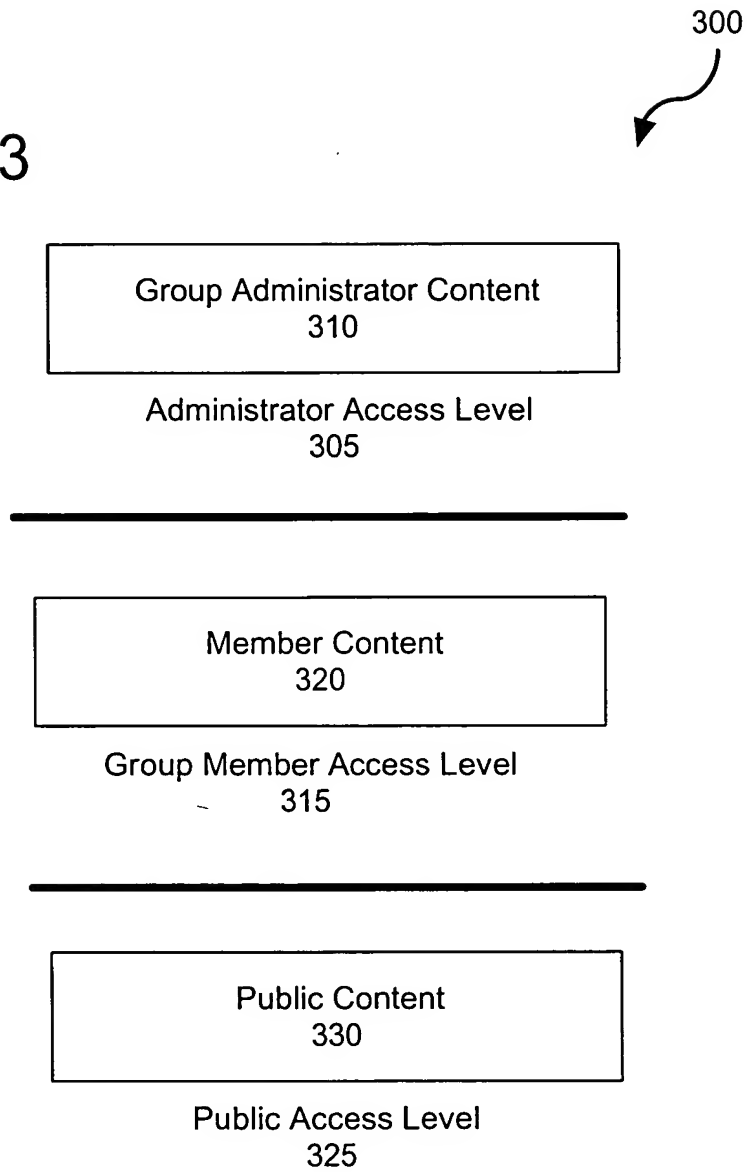 300
3
Group Administrator Content
310
Administrator Access Level
305
Member Content
320
Group Member Access Level
315
Public Content
330
Public Access Level
325